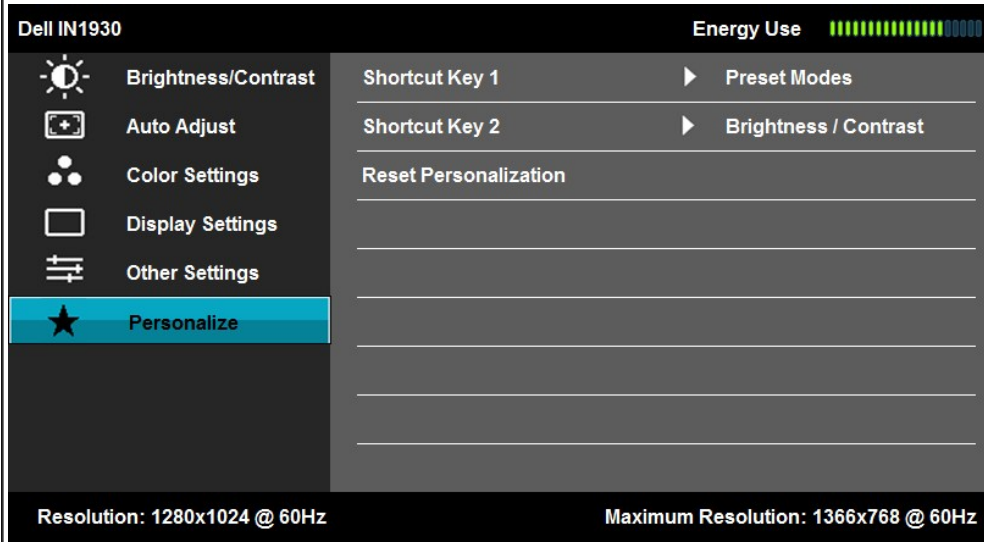 Dell IN1930 Energy Use
Brightness/Contrast Shortcut Key 1 Preset Modes
Auto Adjust Shortcut Key 2 Brightness / Contrast
Color Settings Reset Personalization
Display Settings
Other Settings
Personalize
Resolution: 1280x1024 @ 60Hz Maximum Resolution: 1366x768 @ 60Hz